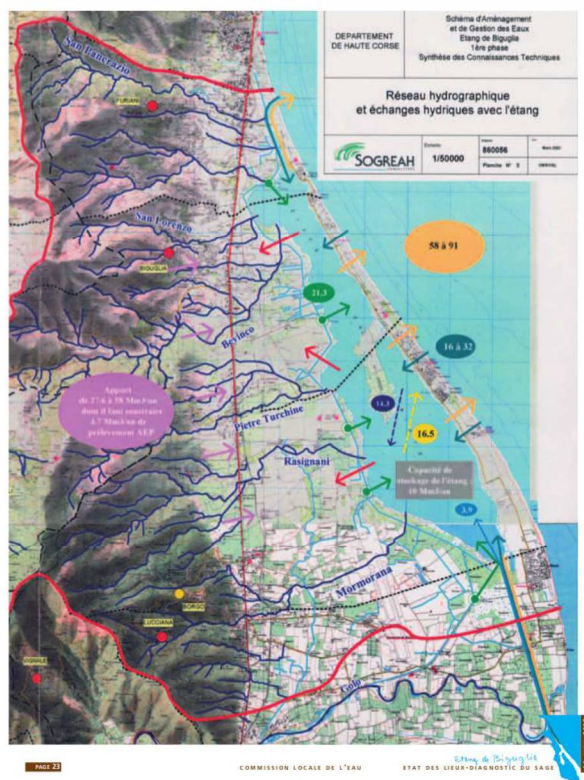 DEPARTEMENT
DE HAUTE CORSE
Schéma d'Aménagement
et de Gestion des Eaux
Etang de Biguglia
1ère phase
Synthèse des Connaissances Techniques
Réseau hydrographique
et échanges hydriques avec l'étang
SOGREAH
1/50000
860056
Planche N° 5
San Pancrazio
FURIANI
San Lorenzo
BIGUGLIA
58 à 91
21.3
Bevinco
16 à 32
Apport
de 27.6 à 58 Mm3/an
dont il faut soustraire
4.7 Mm3/an de
prélèvement AEP
14.3
Pietre Turchine
16.5
Rasignani
Capacité de
stockage de l'étang :
10 Mm3/an
3.9
Mormorana
BORGO
LUCCIANA
VIGNALE
Golo
PAGE 23
COMMISSION LOCALE DE L'EAU
Etang de Biguglia
ETAT DES LIEUX-DIAGNOSTIC DU SAGE